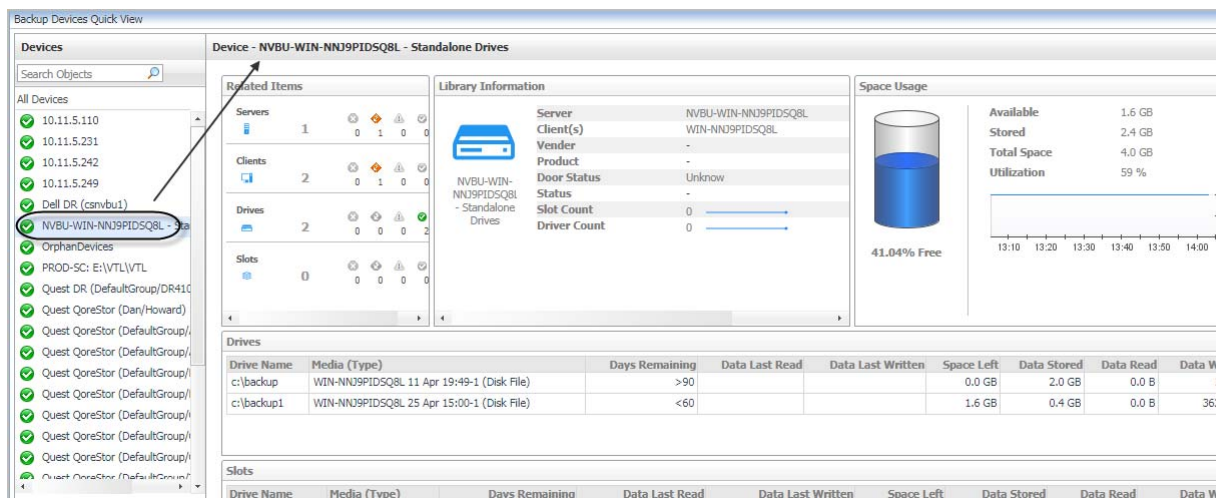 Backup Devices Quick View
Devices
Search Objects
All Devices
10.11.5.110
10.11.5.231
10.11.5.242
10.11.5.249
Dell DR (csnvbu1)
NVBU-WIN-NNJ9PIDSQ8L - Sta
OrphanDevices
PROD-SC: E:\VTL\VTL
Quest DR (DefaultGroup/DR410
Quest QoreStor (Dan/Howard)
Quest QoreStor (DefaultGroup/
Quest QoreStor (DefaultGroup/
Quest QoreStor (DefaultGroup/
Quest QoreStor (DefaultGroup/
Quest QoreStor (DefaultGroup/
Quest QoreStor (DefaultGroup/
Quest QoreStor (DefaultGroup/
Quest QoreStor (DefaultGroup/
Device - NVBU-WIN-NNJ9PIDSQ8L - Standalone Drives
Related Items
Servers 1 0 1 0 0
Clients 2 0 1 0 0
Drives 2 0 0 0 2
Slots 0 0 0 0 0
Library Information
NVBU-WIN-
NNJ9PIDSQ8L
- Standalone
Drives
Server NVBU-WIN-NNJ9PIDSQ8L
Client(s) WIN-NNJ9PIDSQ8L
Vender -
Product -
Door Status Unknow
Status -
Slot Count 0
Driver Count 0
Space Usage
41.04% Free
Available 1.6 GB
Stored 2.4 GB
Total Space 4.0 GB
Utilization 59 %
13:10 13:20 13:30 13:40 13:50 14:00
Drives
Drive Name Media (Type) Days Remaining Data Last Read Data Last Written Space Left Data Stored Data Read Data W
c:\backup WIN-NNJ9PIDSQ8L 11 Apr 19:49-1 (Disk File) >90 0.0 GB 2.0 GB 0.0 B
c:\backup1 WIN-NNJ9PIDSQ8L 25 Apr 15:00-1 (Disk File) <60 1.6 GB 0.4 GB 0.0 B 36
Slots
Drive Name Media (Type) Days Remaining Data Last Read Data Last Written Space Left Data Stored Data Read Data W